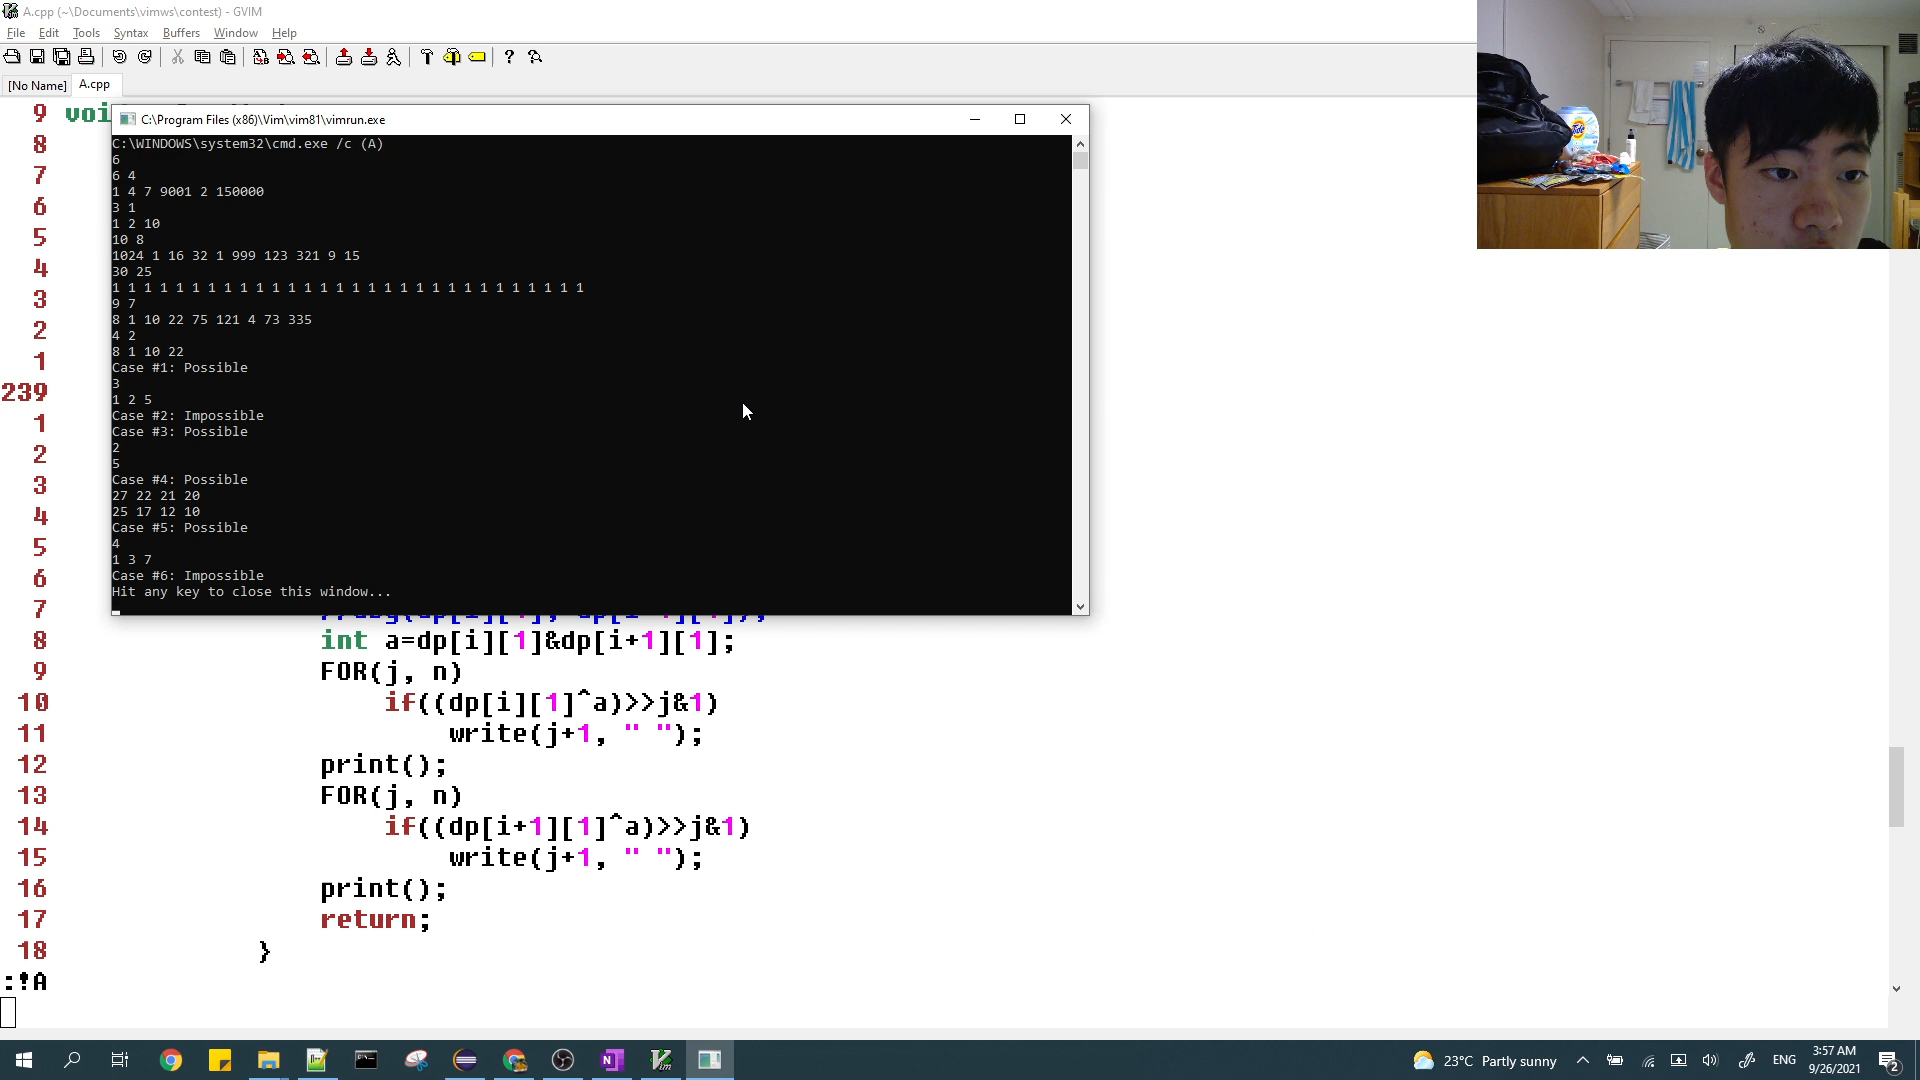 A.cpp (~\Documents\vimws\contest) - GVIM
File Edit Tools Syntax Buffers Window Help
[No Name] A.cpp
9 voi
8
7
6
5
4
3
2
1
239
1
2
3
4
5
6
7
C:\Program Files (x86)\Vim\vim81\vimrun.exe
C:\WINDOWS\system32\cmd.exe /c (A)
6
6 4
1 4 7 9001 2 150000
3 1
1 2 10
10 8
1024 1 16 32 1 999 123 321 9 15
30 25
1 1 1 1 1 1 1 1 1 1 1 1 1 1 1 1 1 1 1 1 1 1 1 1 1 1 1 1 1 1
9 7
8 1 10 22 75 121 4 73 335
4 2
8 1 10 22
Case #1: Possible
3
1 2 5
Case #2: Impossible
Case #3: Possible
2
5
Case #4: Possible
27 22 21 20
25 17 12 10
Case #5: Possible
4
1 3 7
Case #6: Impossible
Hit any key to close this window...
8 int a=dp[i][1]&dp[i+1][1];
9 FOR(j, n)
10 if((dp[i][1]^a)>>j&1)
11 write(j+1, " ");
12 print();
13 FOR(j, n)
14 if((dp[i+1][1]^a)>>j&1)
15 write(j+1, " ");
16 print();
17 return;
18 }
:!A
Tide
23°C Partly sunny
ENG
3:57 AM
9/26/2021
2